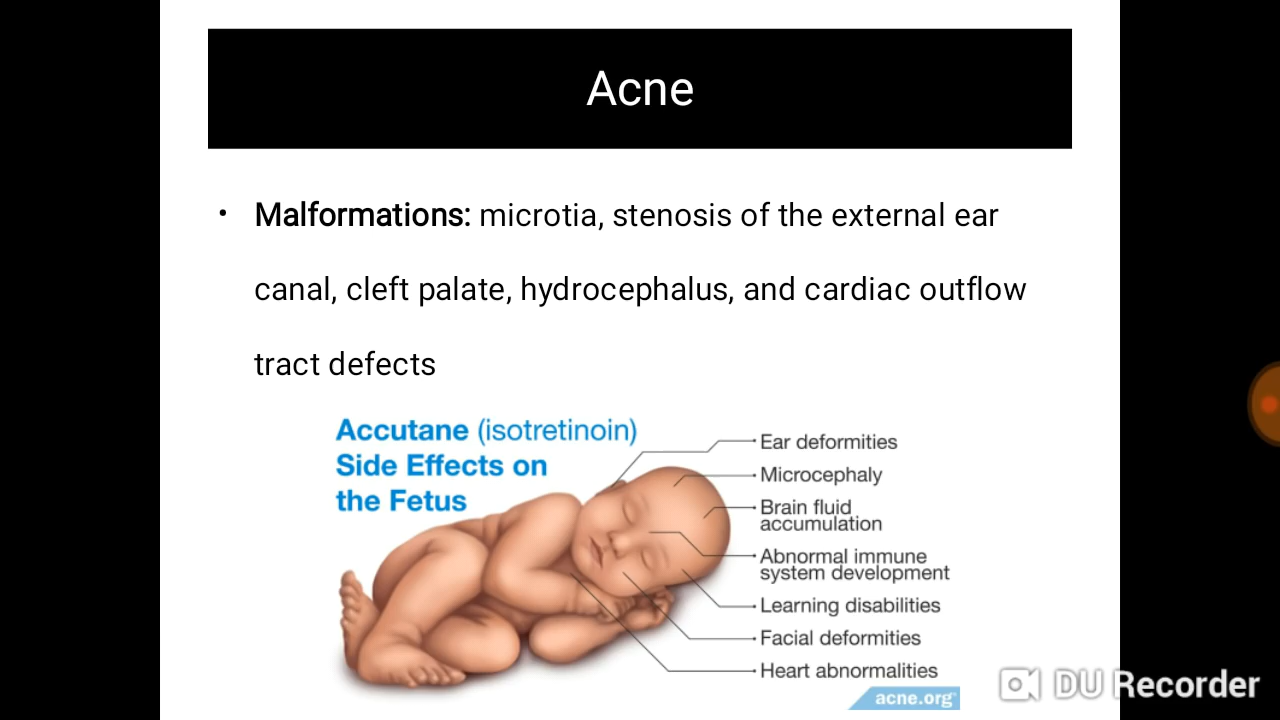 Acne
• Malformations: microtia, stenosis of the external ear
canal, cleft palate, hydrocephalus, and cardiac outflow
tract defects
Accutane (isotretinoin)
Side Effects on
the Fetus
Ear deformities
Microcephaly
Brain fluid
accumulation
Abnormal immune
system development
Learning disabilities
Facial deformities
Heart abnormalities
acne.org
DU Recorder